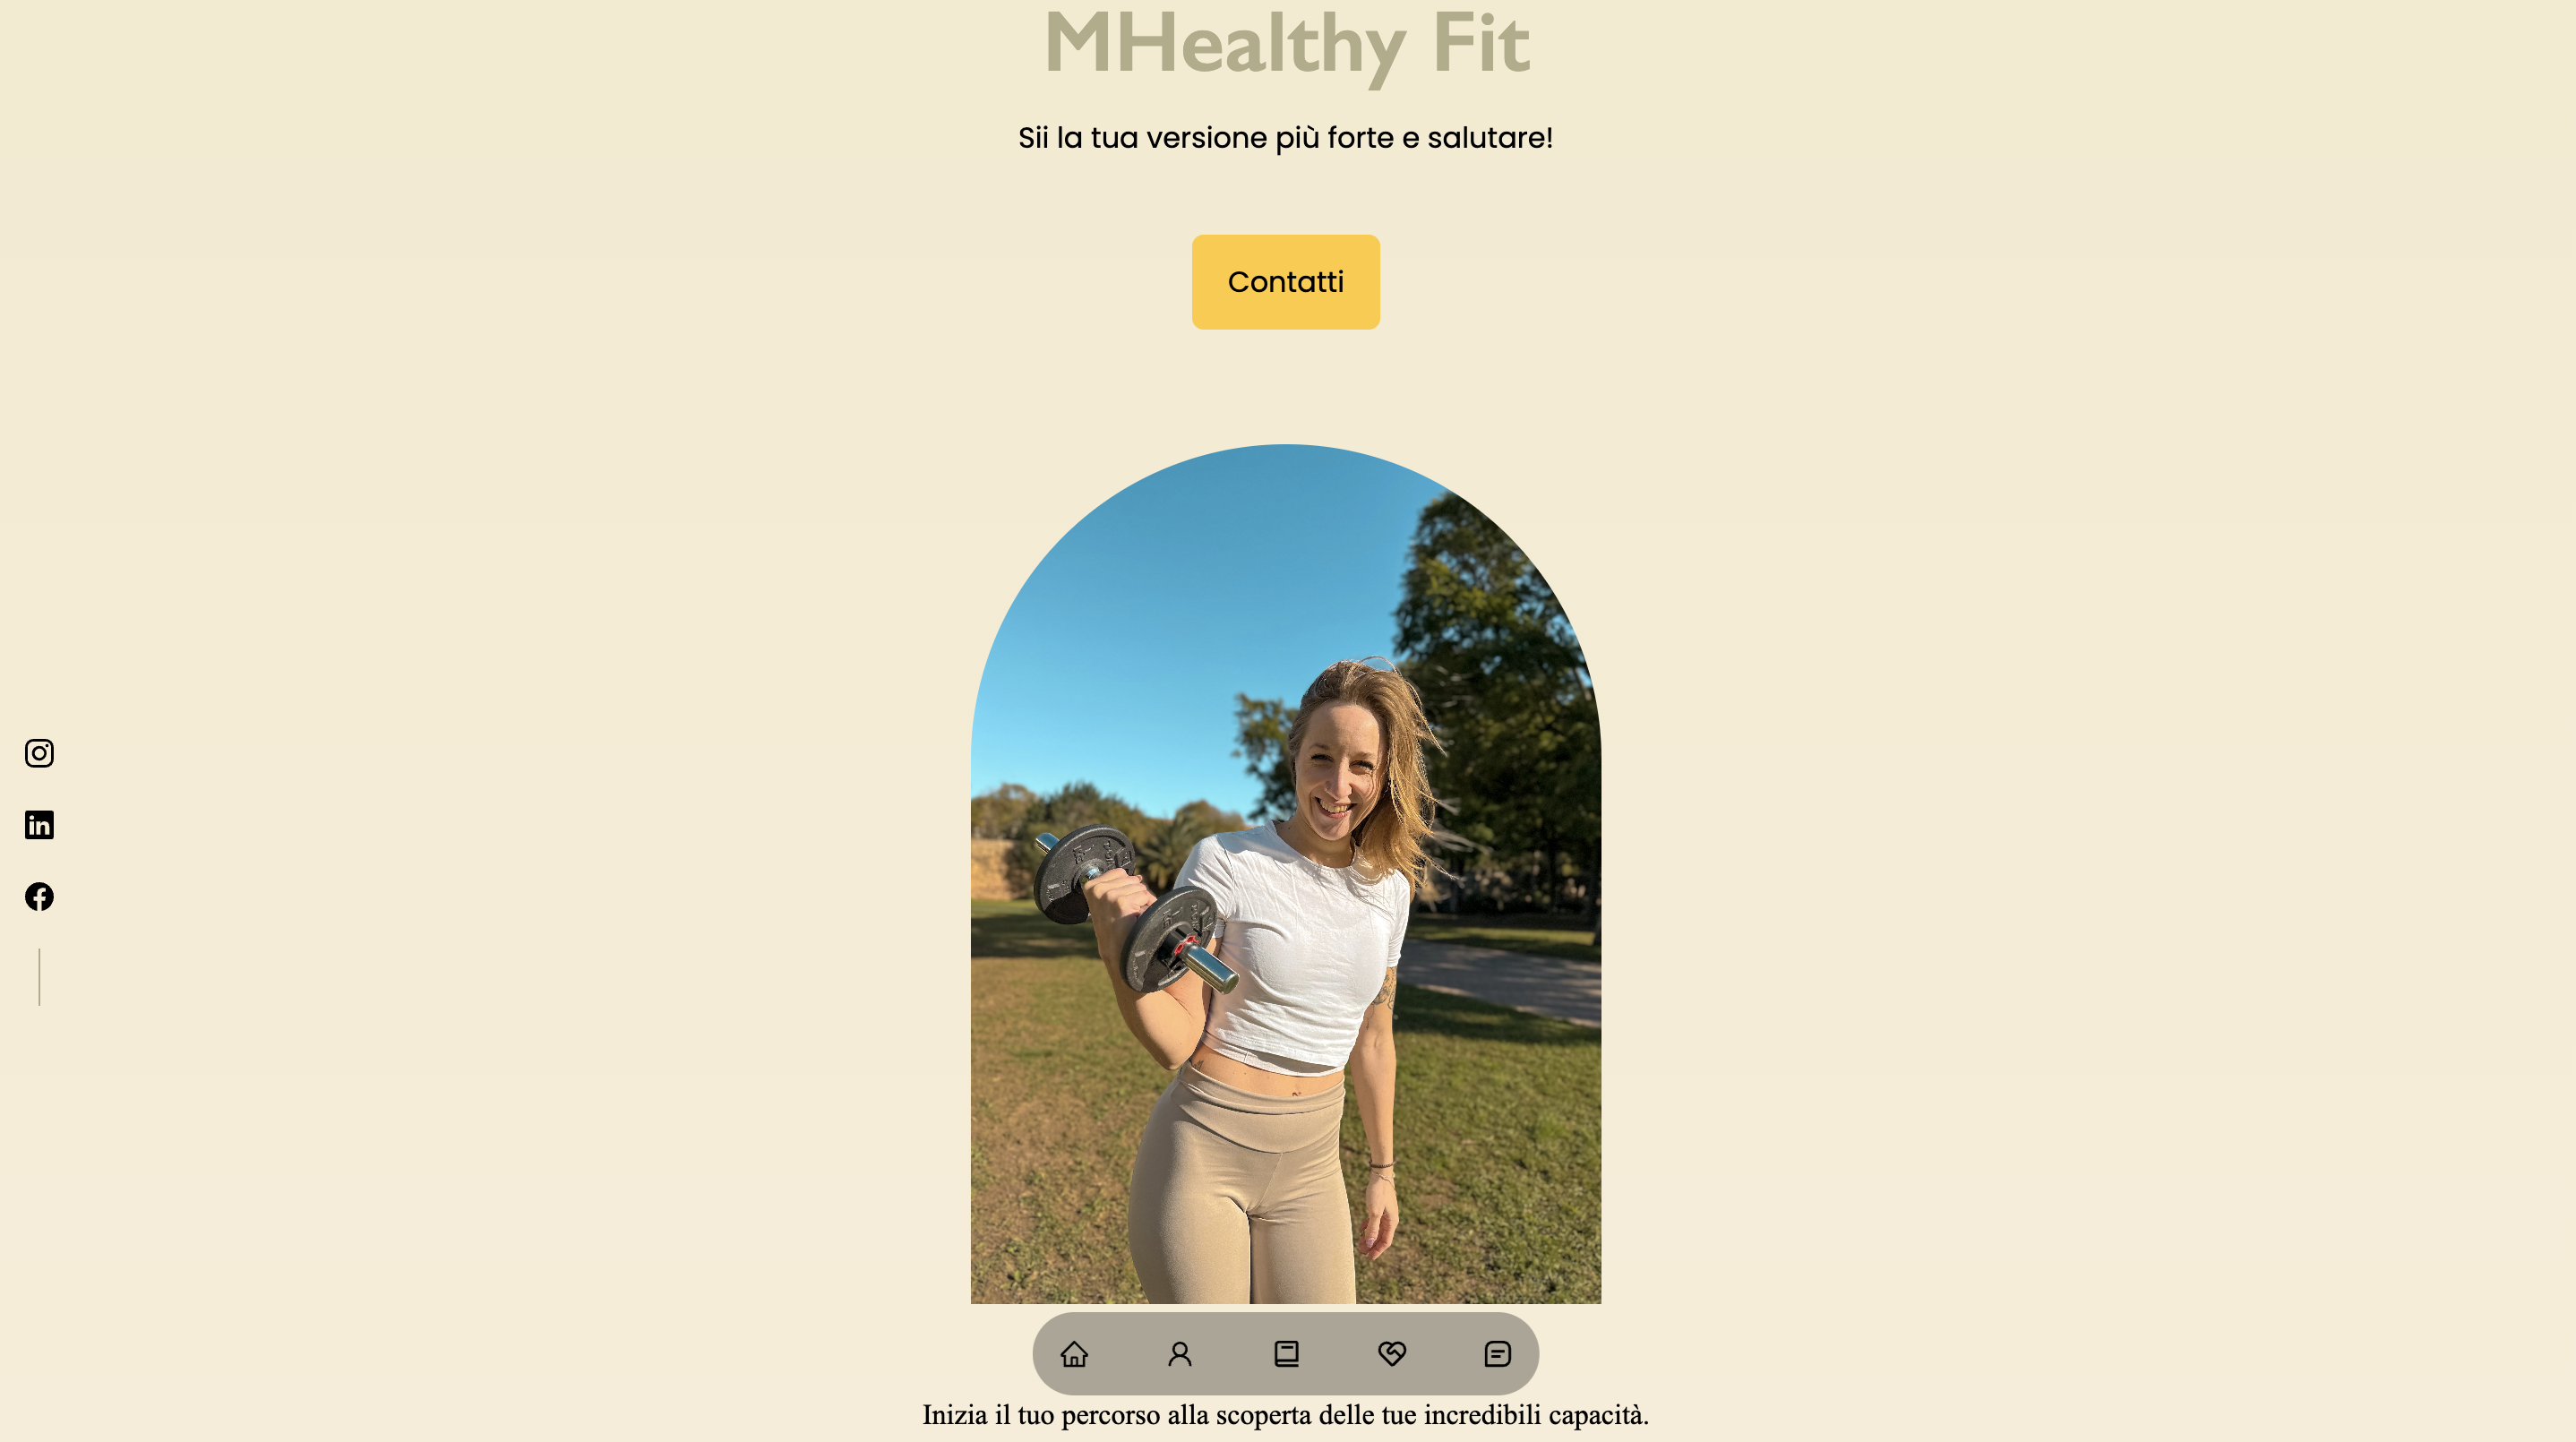 MHealthy Fit
Sii la tua versione più forte e salutare!
Contatti
Inizia il tuo percorso alla scoperta delle tue incredibili capacità.